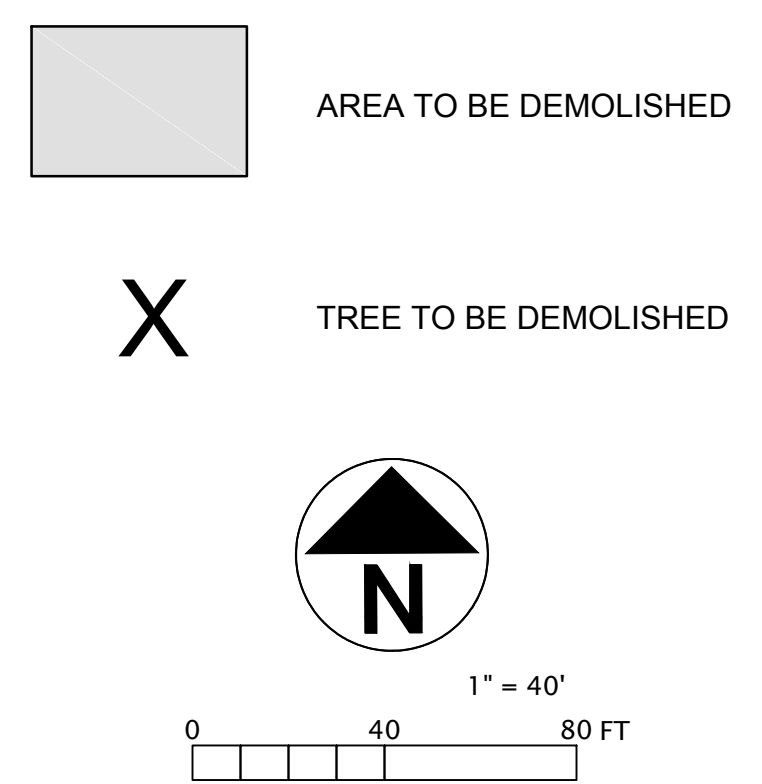 AREA TO BE DEMOLISHED
X TREE TO BE DEMOLISHED
N
1" = 40'
0 40 80 FT